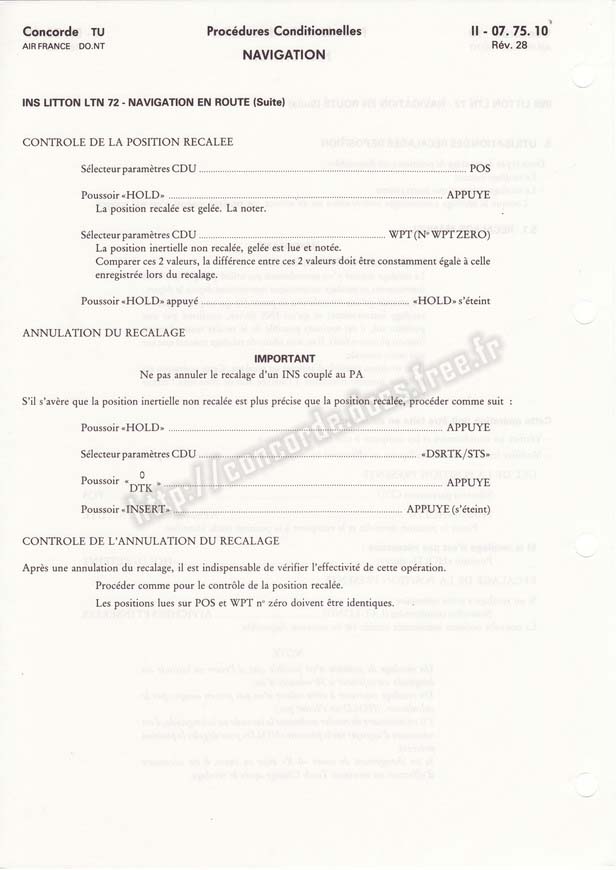 Concorde TU
Procédures Conditionnelles
II - 07. 75. 10
AIR FRANCE DO.NT
NAVIGATION
Rév. 28
INS LITTON LTN 72 - NAVIGATION EN ROUTE (Suite)
CONTROLE DE LA POSITION RECALEE
Sélecteur paramètres CDU ........ POS
Poussoir «HOLD» ........ APPUYE
La position recalée est gelée. La noter.
Sélecteur paramètres CDU ........ WPT (Nº WPT ZERO)
La position inertielle non recalée, gelée est lue et notée.
Comparer ces 2 valeurs, la différence entre ces 2 valeurs doit être constamment égale à celle
enregistrée lors du recalage.
Poussoir «HOLD» appuyé ........ «HOLD» s'éteint
ANNULATION DU RECALAGE
IMPORTANT
Ne pas annuler le recalage d'un INS couplé au PA
S'il s'avère que la position inertielle non recalée est plus précise que la position recalée, procéder comme suit :
Poussoir «HOLD» ........ APPUYE
Sélecteur paramètres CDU ........ «DSRTK/STS»
Poussoir « 0 DTK » ........ APPUYE
Poussoir «INSERT» ........ APPUYE (s'éteint)
CONTROLE DE L'ANNULATION DU RECALAGE
Après une annulation du recalage, il est indispensable de vérifier l'effectivité de cette opération.
Procéder comme pour le contrôle de la position recalée.
Les positions lues sur POS et WPT nº zéro doivent être identiques.
http://concorde.docs.free.fr